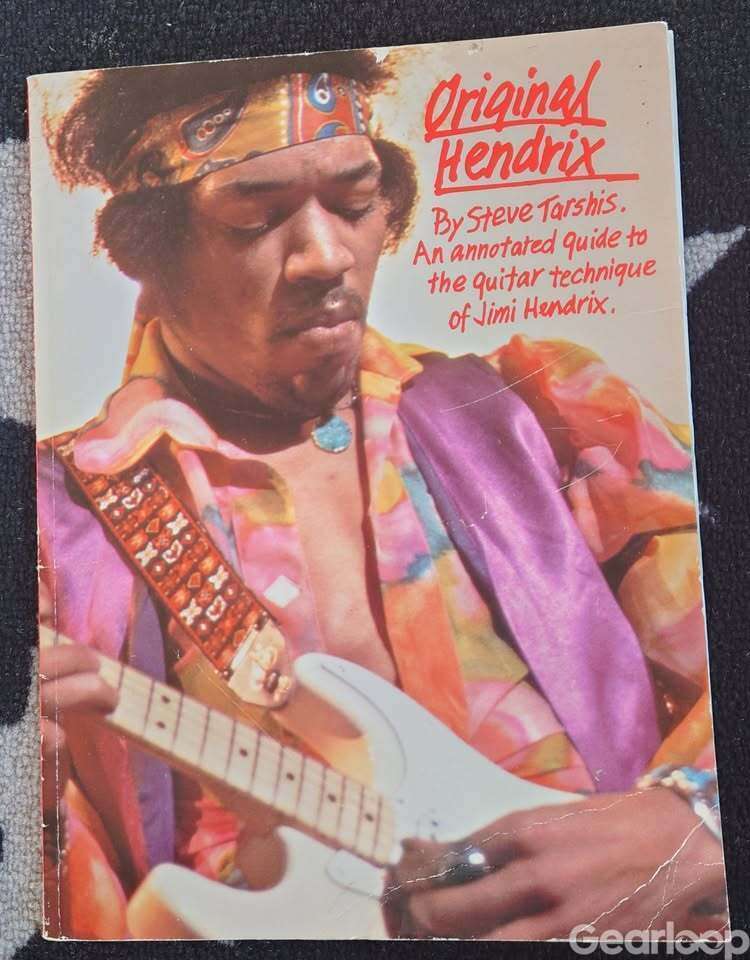 Original
Hendrix
By Steve Tarshis.
An annotated guide to
the guitar technique
of Jimi Hendrix.
Gearloop